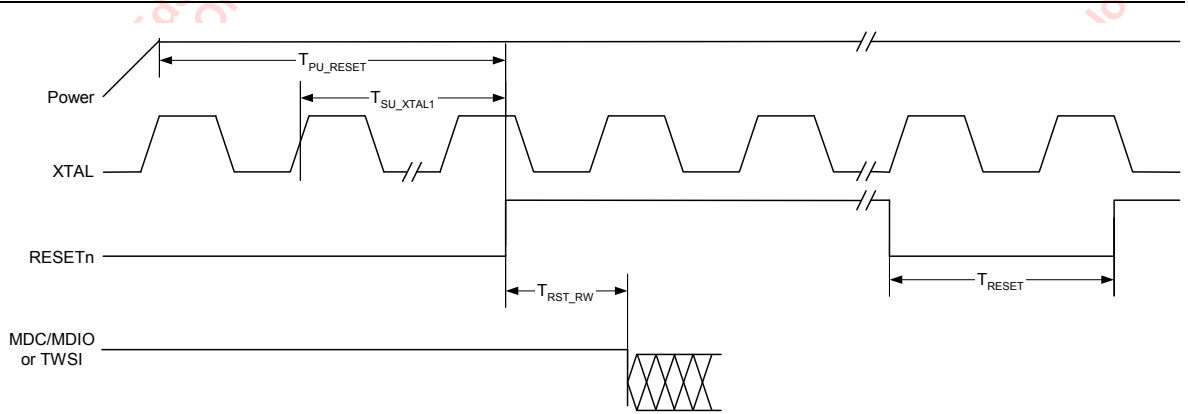 T_PU_RESET
Power
T_SU_XTAL1
XTAL
RESETn
T_RESET
T_RST_RW
MDC/MDIO
or TWSI